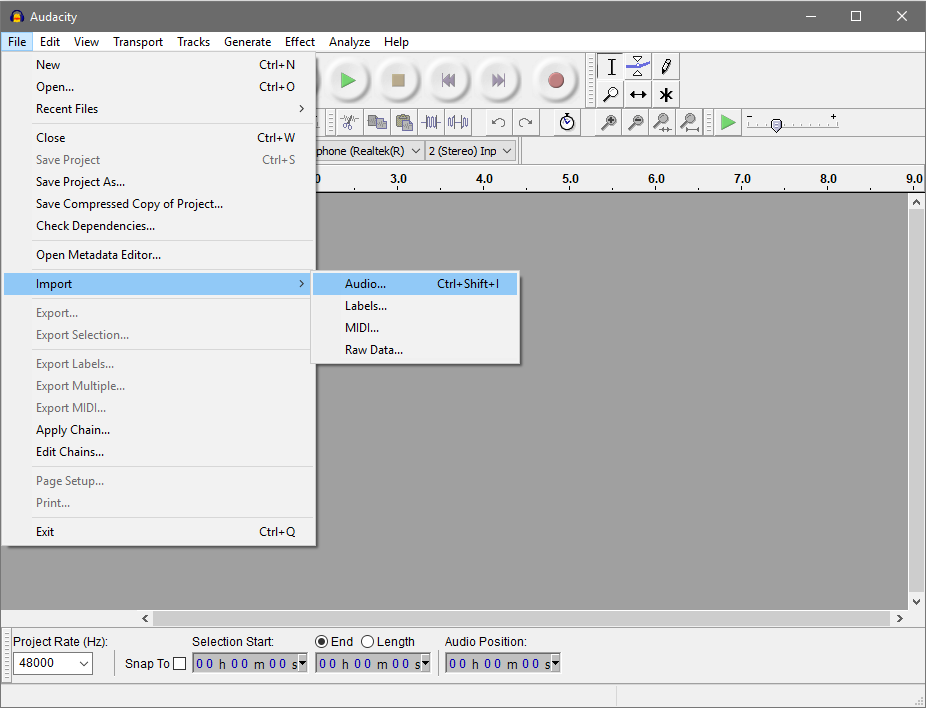 Audacity
File Edit View Transport Tracks Generate Effect Analyze Help
New Ctrl+N
Open... Ctrl+O
Recent Files
Close Ctrl+W
Save Project Ctrl+S
Save Project As...
Save Compressed Copy of Project...
Check Dependencies...
Open Metadata Editor...
Import
Export...
Export Selection...
Export Labels...
Export Multiple...
Export MIDI...
Apply Chain...
Edit Chains...
Page Setup...
Print...
Exit Ctrl+Q
Audio... Ctrl+Shift+I
Labels...
MIDI...
Raw Data...
phone (Realtek(R) 2 (Stereo) Inp
.0 3.0 4.0 5.0 6.0 7.0 8.0 9.0
Project Rate (Hz): Selection Start: End Length Audio Position:
48000 Snap To 00 h 00 m 00 s 00 h 00 m 00 s 00 h 00 m 00 s